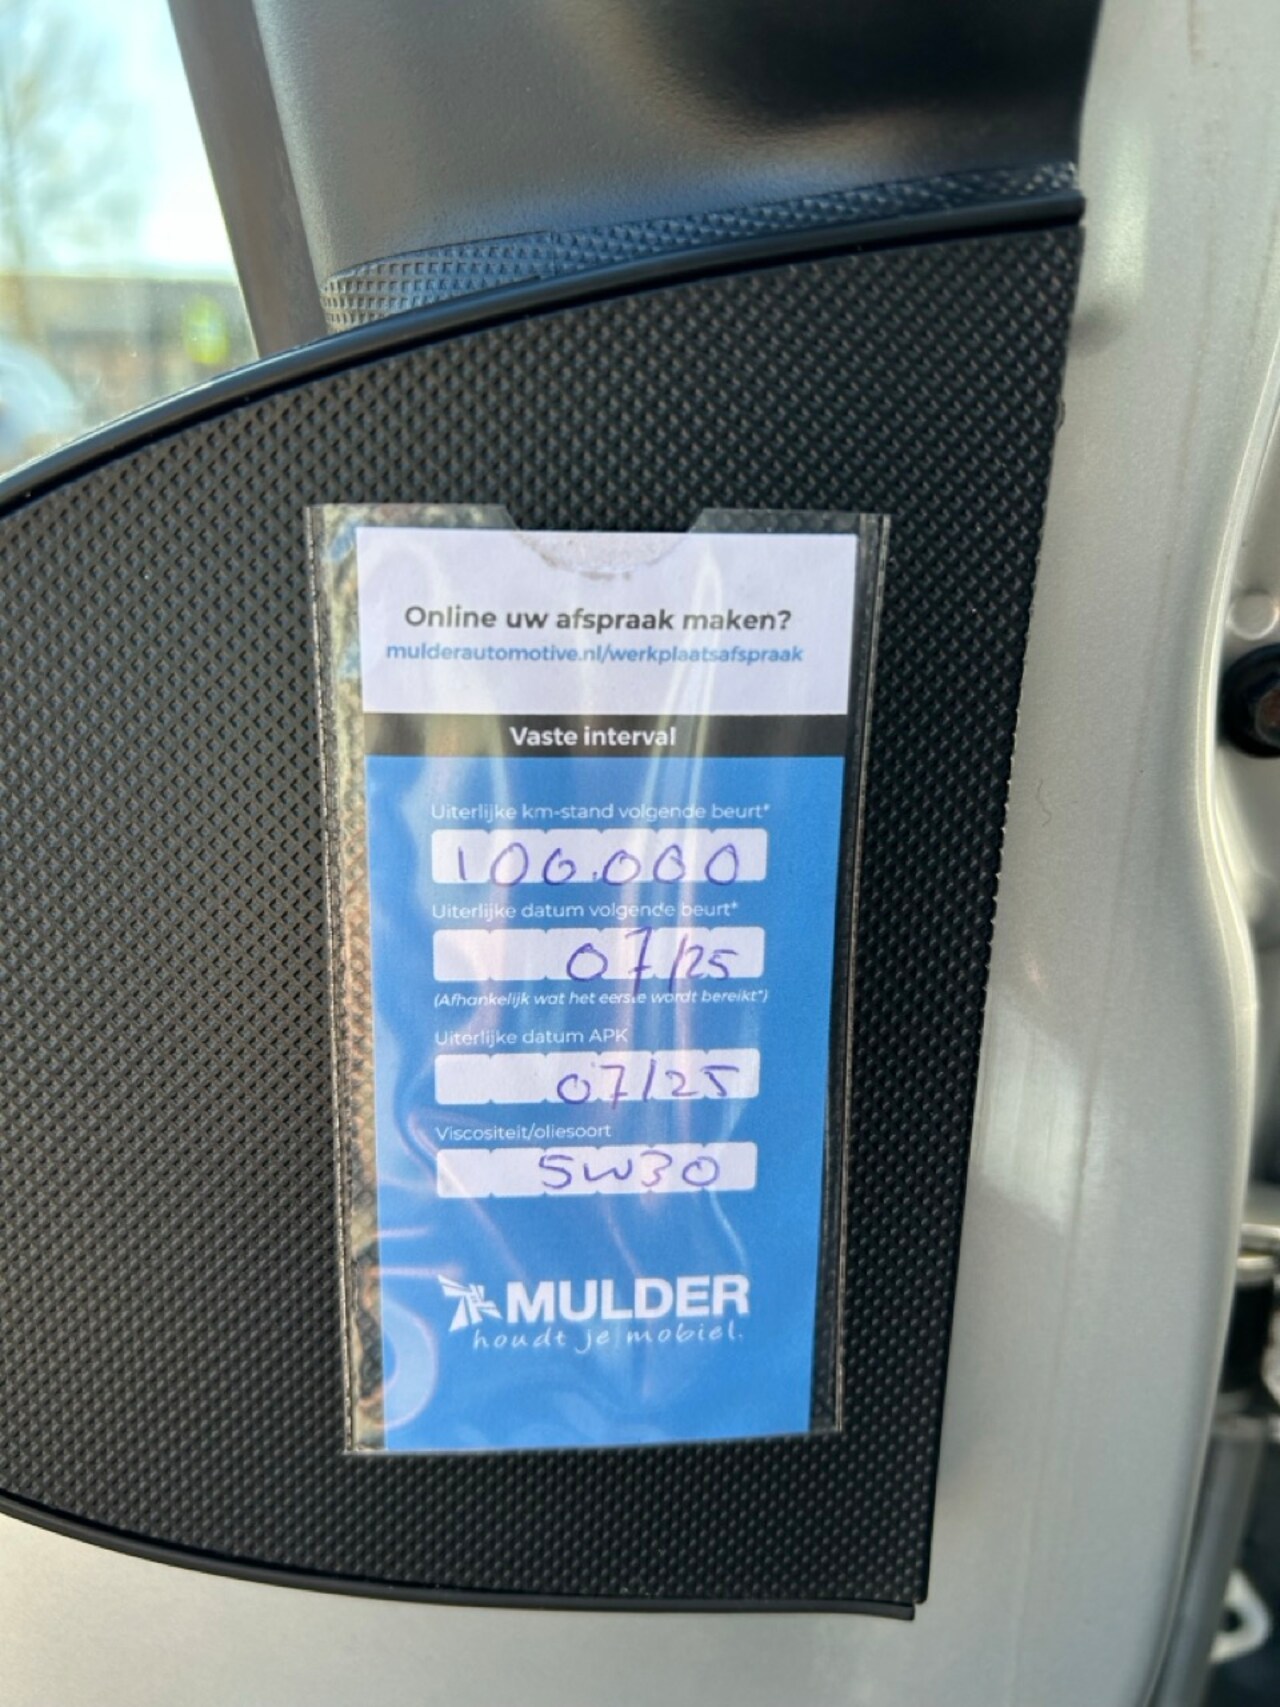 Online uw afspraak maken?
mulderautomotive.nl/werkplaatsafspraak
Vaste interval
Uiterlijke km-stand volgende beurt*
100.000
Uiterlijke datum volgende beurt*
07/25
(Afhankelijk wat het eerste wordt bereikt*)
Uiterlijke datum APK
07/25
Viscositeit/oliesoort
5W30
MULDER
houdt je mobiel.